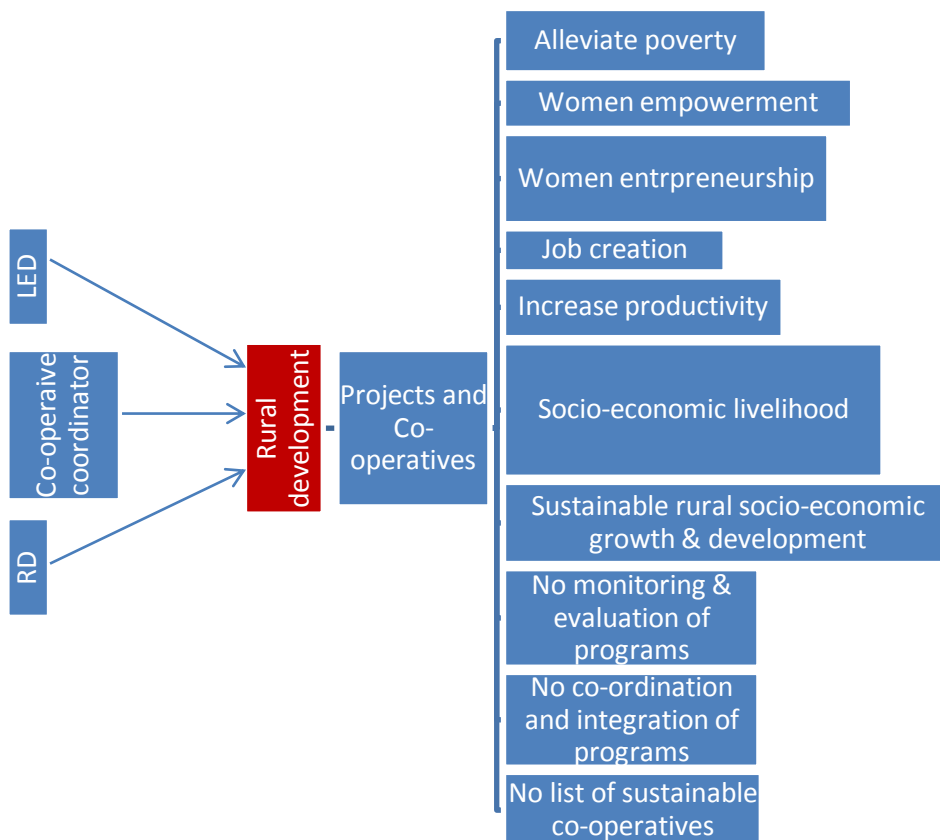 LED
Co-operaive
coordinator
RD
Rural
development
Projects and
Co-
operatives
Alleviate poverty
Women empowerment
Women entrpreneurship
Job creation
Increase productivity
Socio-economic livelihood
Sustainable rural socio-economic
growth & development
No monitoring &
evaluation of
programs
No co-ordination
and integration of
programs
No list of sustainable
co-operatives